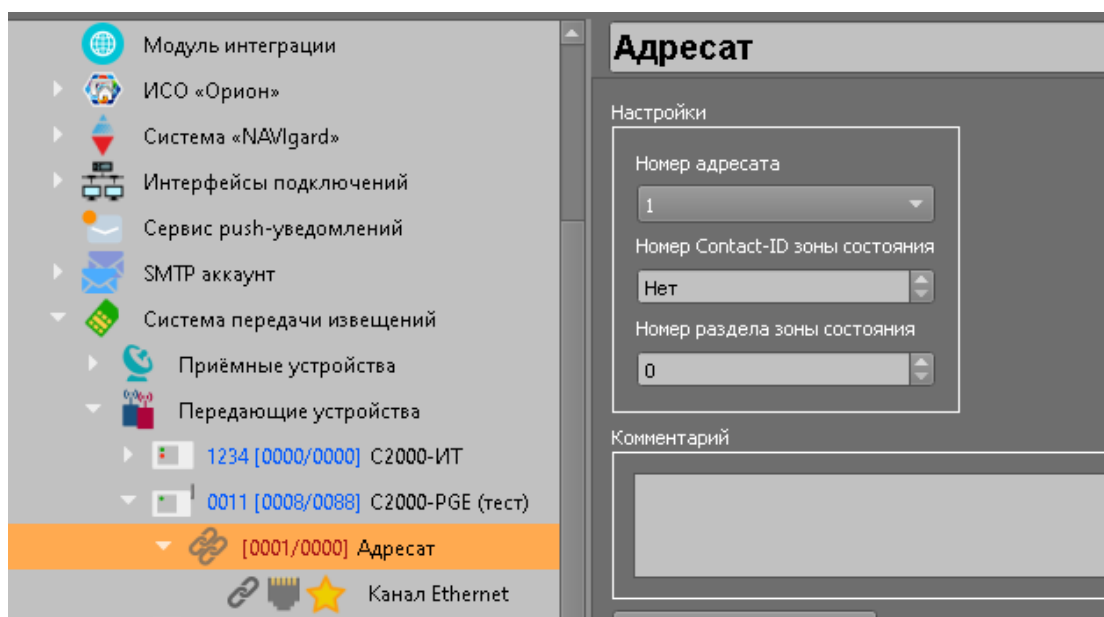 Модуль интеграции
ИСО «Орион»
Система «NAVIgard»
Интерфейсы подключений
Сервис push-уведомлений
SMTP аккаунт
Система передачи извещений
Приёмные устройства
Передающие устройства
1234 [0000/0000] С2000-ИТ
0011 [0008/0088] С2000-PGE (тест)
[0001/0000] Адресат
Канал Ethernet
Адресат
Настройки
Номер адресата
1
Номер Contact-ID зоны состояния
Нет
Номер раздела зоны состояния
0
Комментарий